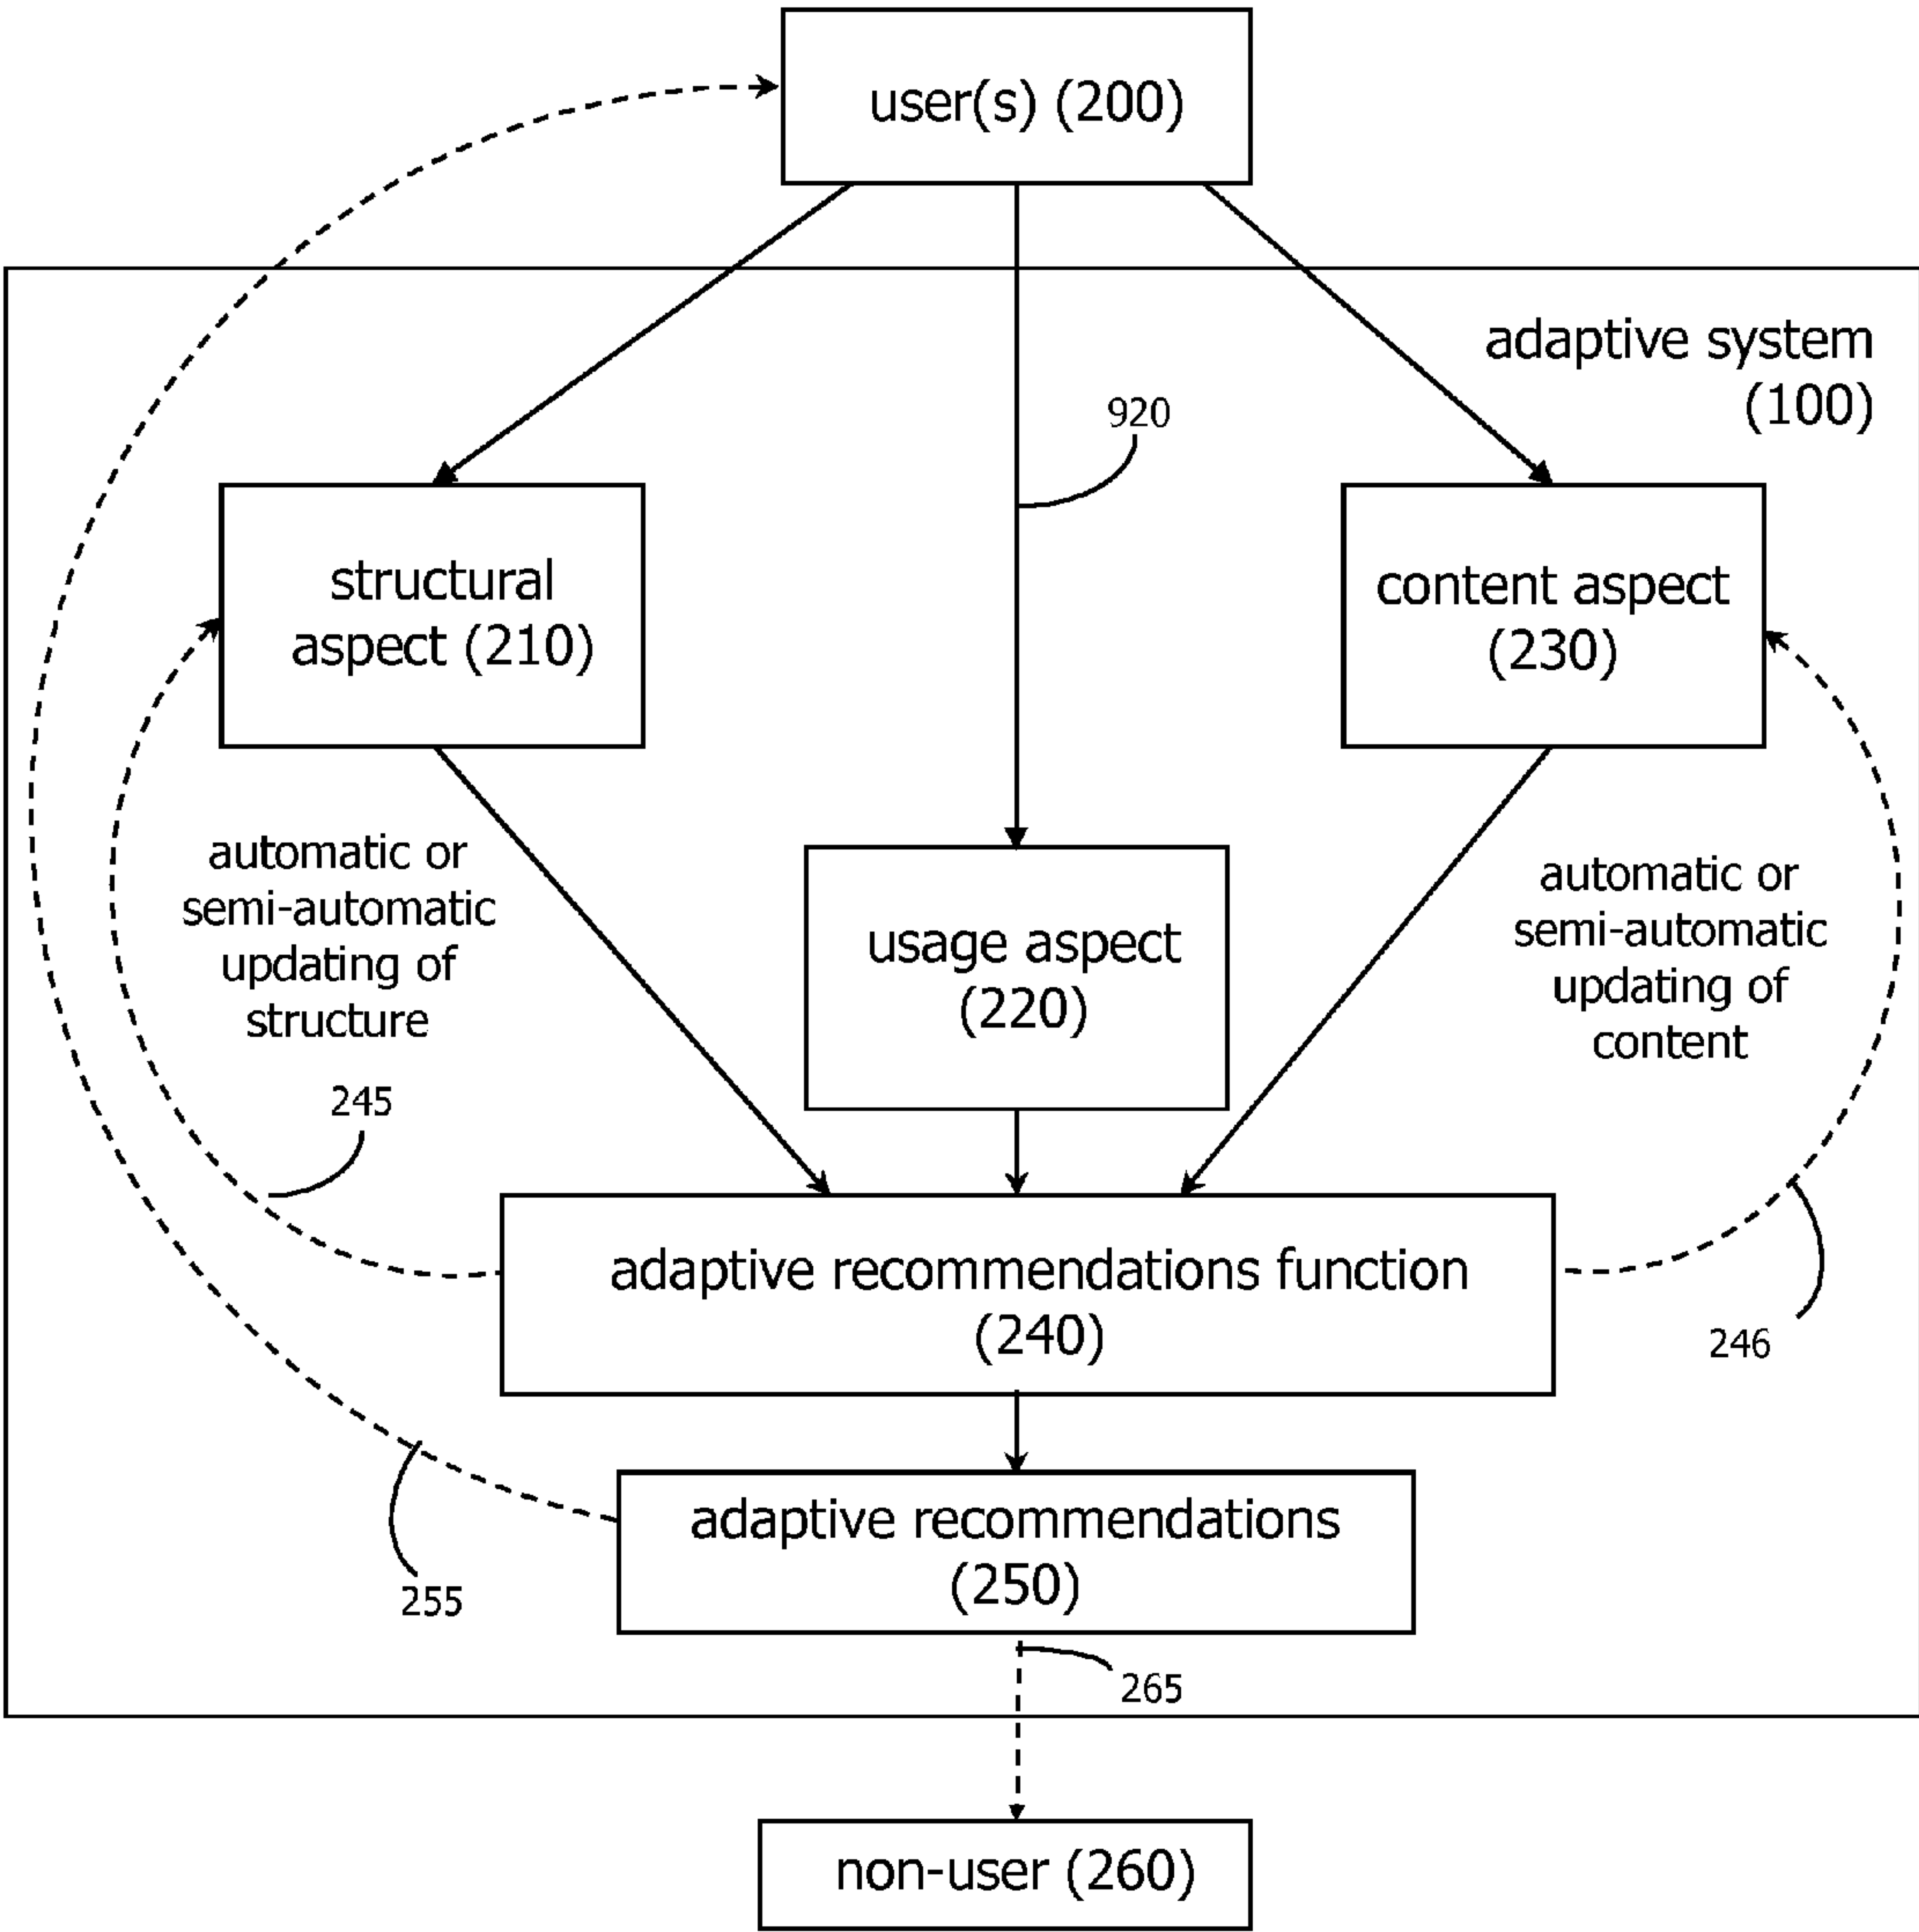 user(s) (200)
adaptive system
(100)
920
structural
aspect (210)
content aspect
(230)
automatic or
semi-automatic
updating of
structure
usage aspect
(220)
automatic or
semi-automatic
updating of
content
245
adaptive recommendations function
(240)
246
adaptive recommendations
(250)
255
265
non-user (260)